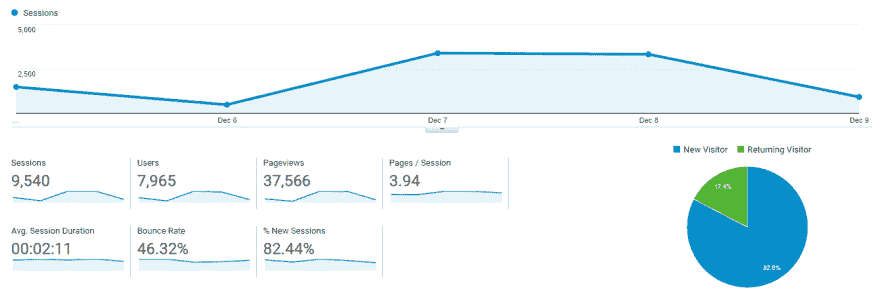 Sessions
5,000
2,500
...
Dec 6
Dec 7
Dec 8
Dec 9
Sessions
9,540
Users
7,965
Pageviews
37,566
Pages / Session
3.94
Avg. Session Duration
00:02:11
Bounce Rate
46.32%
% New Sessions
82.44%
New Visitor
Returning Visitor
17.4%
82.6%